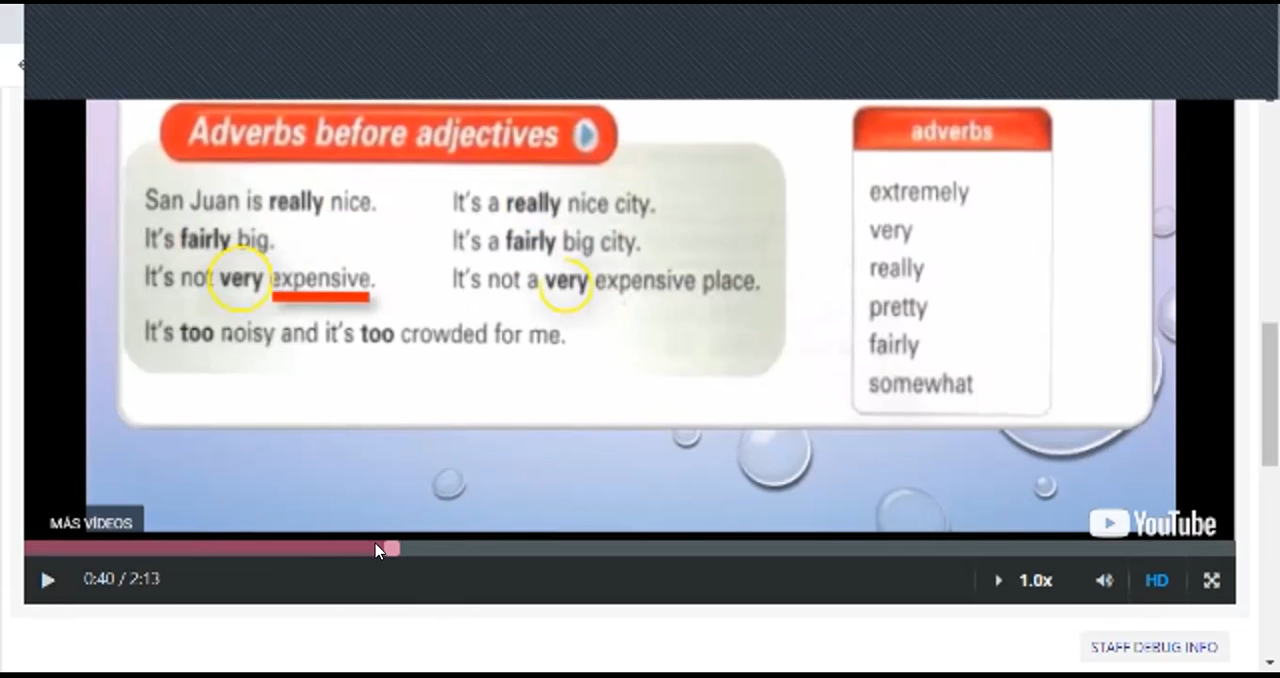 Adverbs before adjectives
San Juan is really nice.
It's a really nice city.
It's fairly big.
It's a fairly big city.
It's not very expensive.
It's not a very expensive place.
It's too noisy and it's too crowded for me.
adverbs
extremely
very
really
pretty
fairly
somewhat
MÁS VÍDEOS
YouTube
0:40 / 2:13
1.0x
HD
STAFF DEBUG INFO